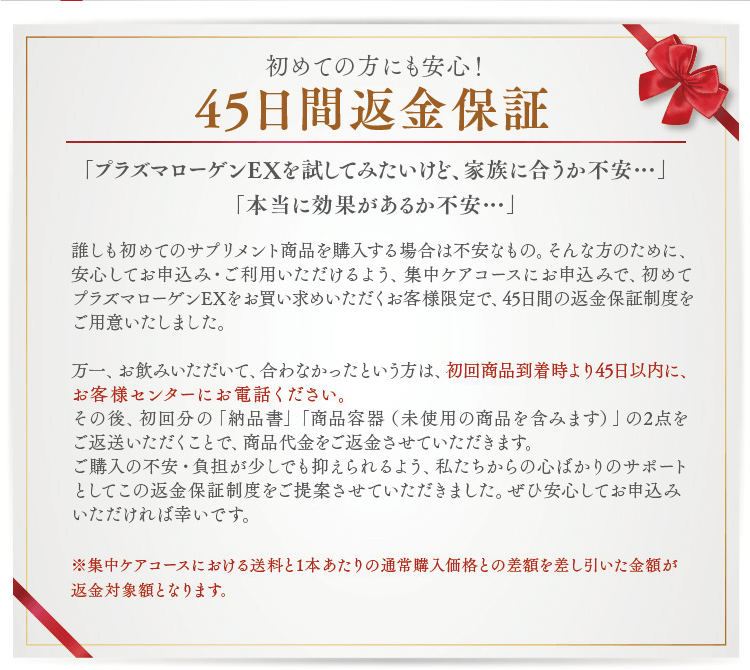 初めての方にも安心！
45日間返金保証
「プラズマローゲンEXを試してみたいけど、家族に合うか不安…」
「本当に効果があるか不安…」
誰しも初めてのサプリメント商品を購入する場合は不安なもの。そんな方のために、
安心してお申込み・ご利用いただけるよう、集中ケアコースにお申込みで、初めて
プラズマローゲンEXをお買い求めいただくお客様限定で、45日間の返金保証制度を
ご用意いたしました。
万一、お飲みいただいて、合わなかったという方は、初回商品到着時より45日以内に、
お客様センターにお電話ください。
その後、初回分の「納品書」「商品容器（未使用の商品を含みます）」の2点を
ご返送いただくことで、商品代金をご返金させていただきます。
ご購入の不安・負担が少しでも抑えられるよう、私たちからの心ばかりのサポート
としてこの返金保証制度をご提案させていただきました。ぜひ安心してお申込み
いただければ幸いです。
※集中ケアコースにおける送料と1本あたりの通常購入価格との差額を差し引いた金額が
返金対象額となります。